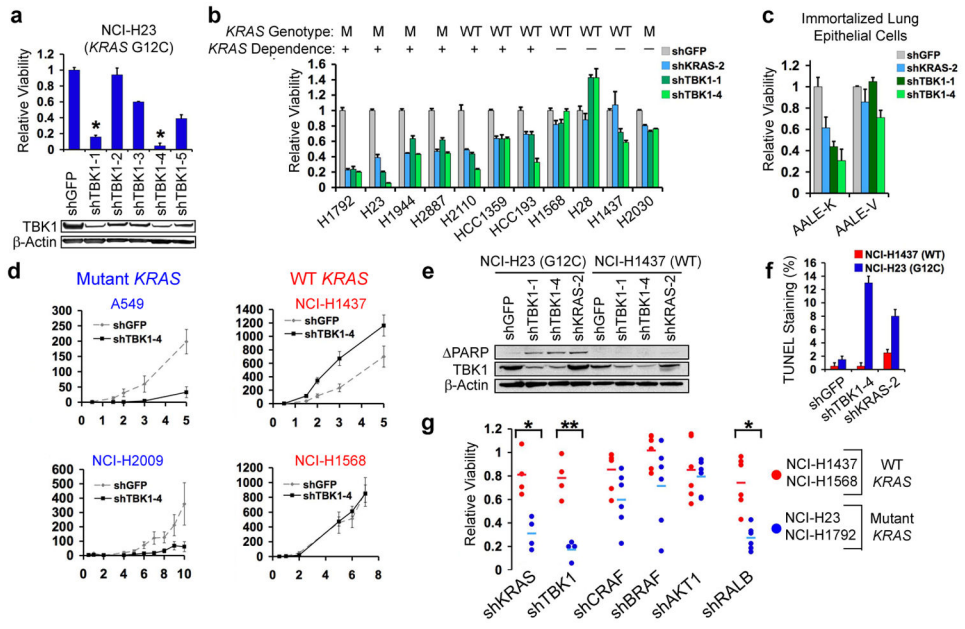 a
NCI-H23
(KRAS G12C)
Relative Viability
1.2
1
0.8
0.6
0.4
0.2
0
* *
shGFP shTBK1-1 shTBK1-2 shTBK1-3 shTBK1-4 shTBK1-5
TBK1
β-Actin
b
KRAS Genotype: M M M M WT WT WT WT WT WT M
KRAS Dependence: + + + + + + + — — — —
Relative Viability
1.6
1.4
1.2
1
0.8
0.6
0.4
0.2
0
shGFP
shKRAS-2
shTBK1-1
shTBK1-4
H1792 H23 H1944 H2887 H2110 HCC1359 HCC193 H1568 H28 H1437 H2030
c
Immortalized Lung
Epithelial Cells
shGFP
shKRAS-2
shTBK1-1
shTBK1-4
Relative Viability
1.6
1.4
1.2
1
0.8
0.6
0.4
0.2
0
AALE-K AALE-V
d
Mutant KRAS
A549
shGFP
shTBK1-4
300
250
200
150
100
50
0
0 1 2 3 4 5
WT KRAS
NCI-H1437
shGFP
shTBK1-4
1400
1200
1000
800
600
400
200
0
0 1 2 3 4 5
NCI-H2009
shGFP
shTBK1-4
600
500
400
300
200
100
0
0 2 4 6 8 10
NCI-H1568
shGFP
shTBK1-4
1200
1000
800
600
400
200
0
0 2 4 6 8
e
NCI-H23 (G12C) NCI-H1437 (WT)
shGFP shTBK1-1 shTBK1-4 shKRAS-2 shGFP shTBK1-1 shTBK1-4 shKRAS-2
ΔPARP
TBK1
β-Actin
f
NCI-H1437 (WT)
NCI-H23 (G12C)
TUNEL Staining (%)
16
14
12
10
8
6
4
2
0
shGFP shTBK1-4 shKRAS-2
g
Relative Viability
1.2
1
0.8
0.6
0.4
0.2
0
* ** *
shKRAS shTBK1 shCRAF shBRAF shAKT1 shRALB
NCI-H1437 WT
NCI-H1568 KRAS
NCI-H23 Mutant
NCI-H1792 KRAS